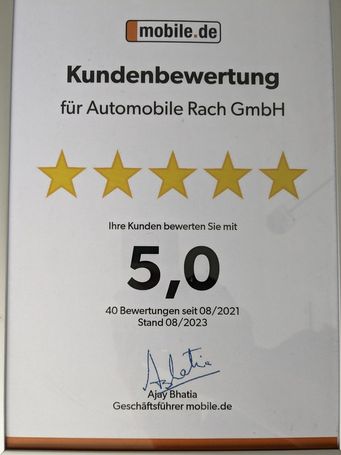 mobile.de
Kundenbewertung
für Automobile Rach GmbH
Ihre Kunden bewerten Sie mit
5,0
40 Bewertungen seit 08/2021
Stand 08/2023
Ajay Bhatia
Geschäftsführer mobile.de